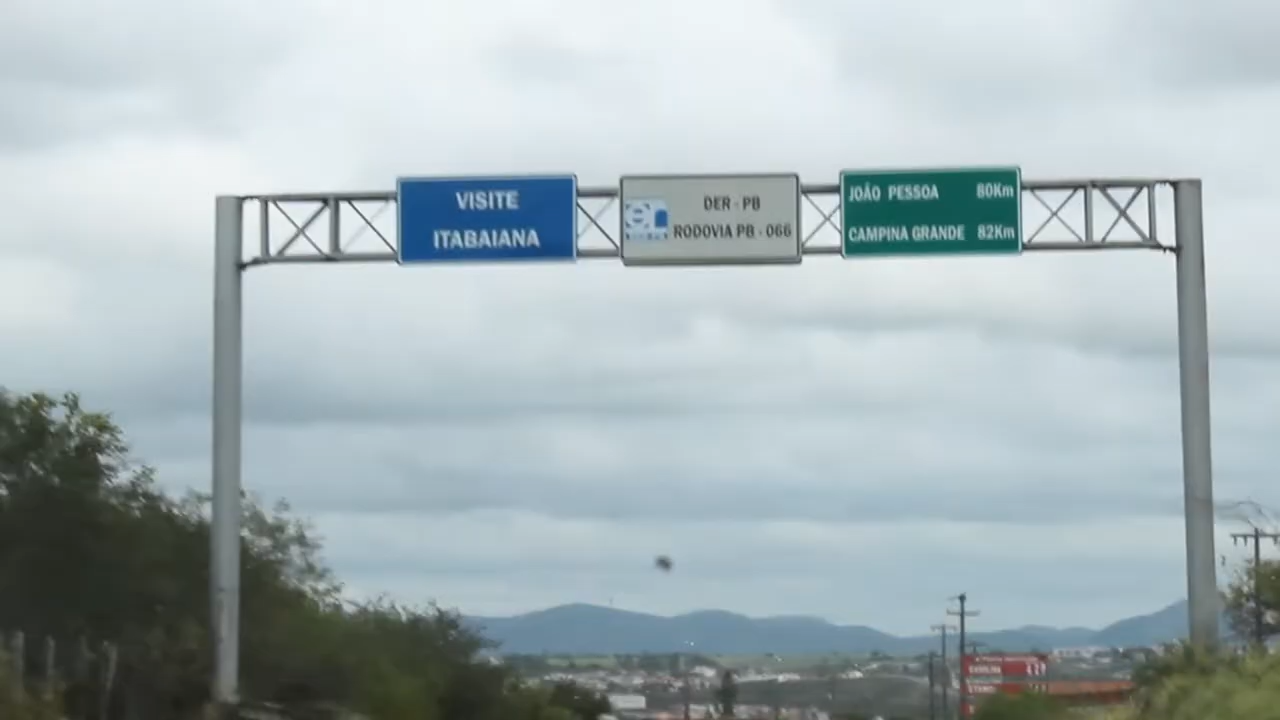 VISITE
ITABAIANA
DER - PB
RODOVIA PB - 066
JOÃO PESSOA 80Km
CAMPINA GRANDE 82Km